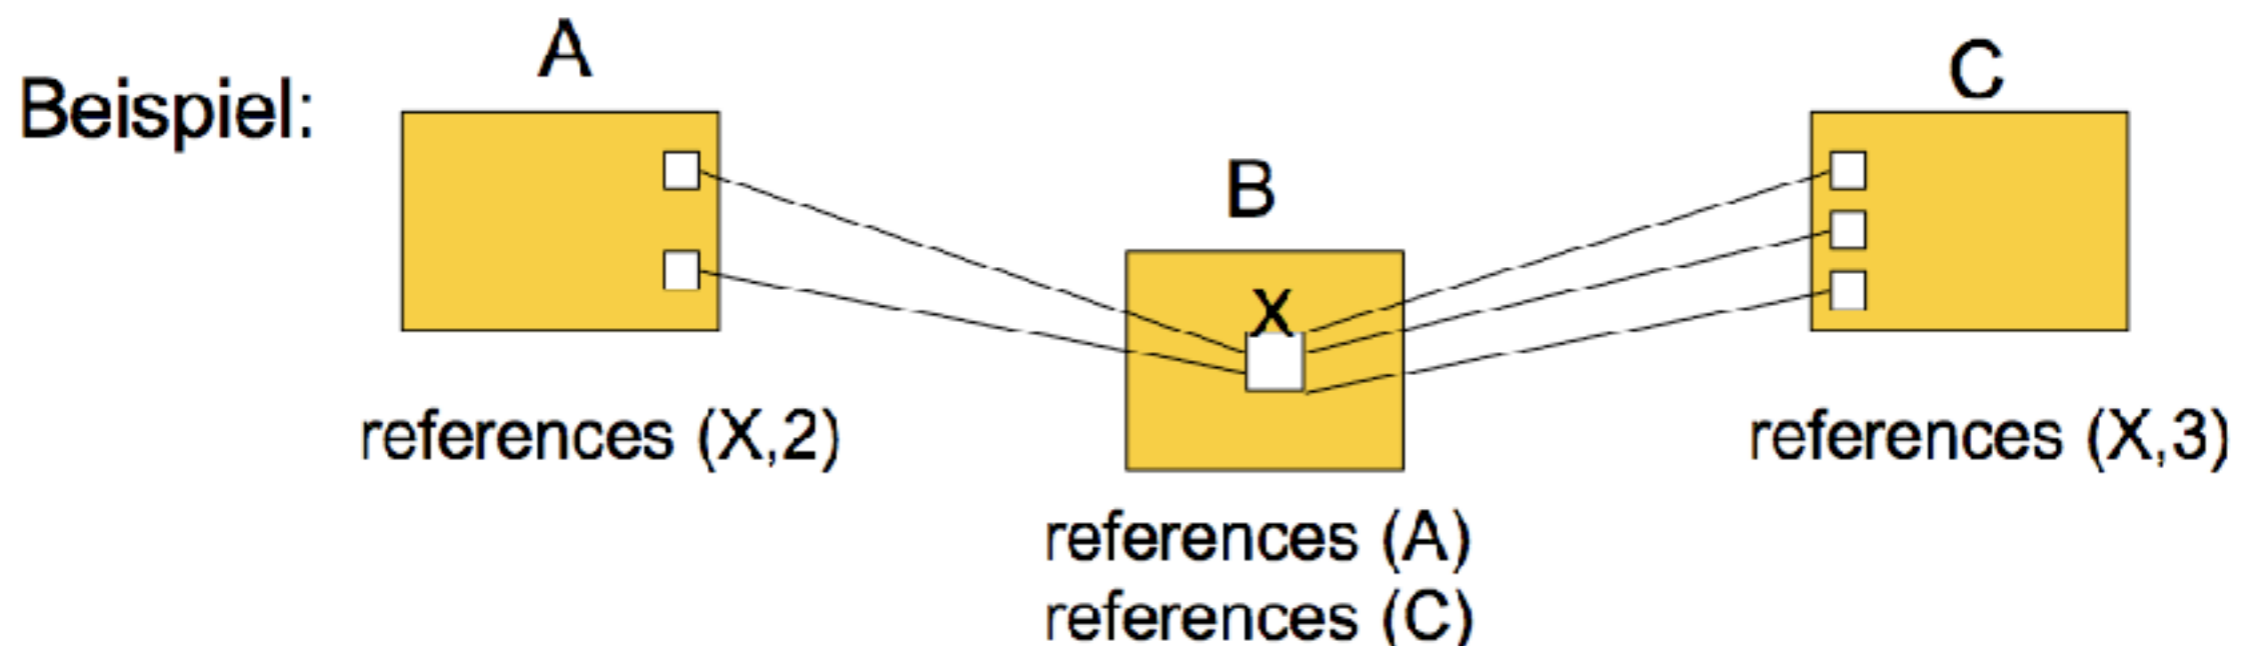 Beispiel:
A
B
C
X
references (X,2)
references (X,3)
references (A)
references (C)